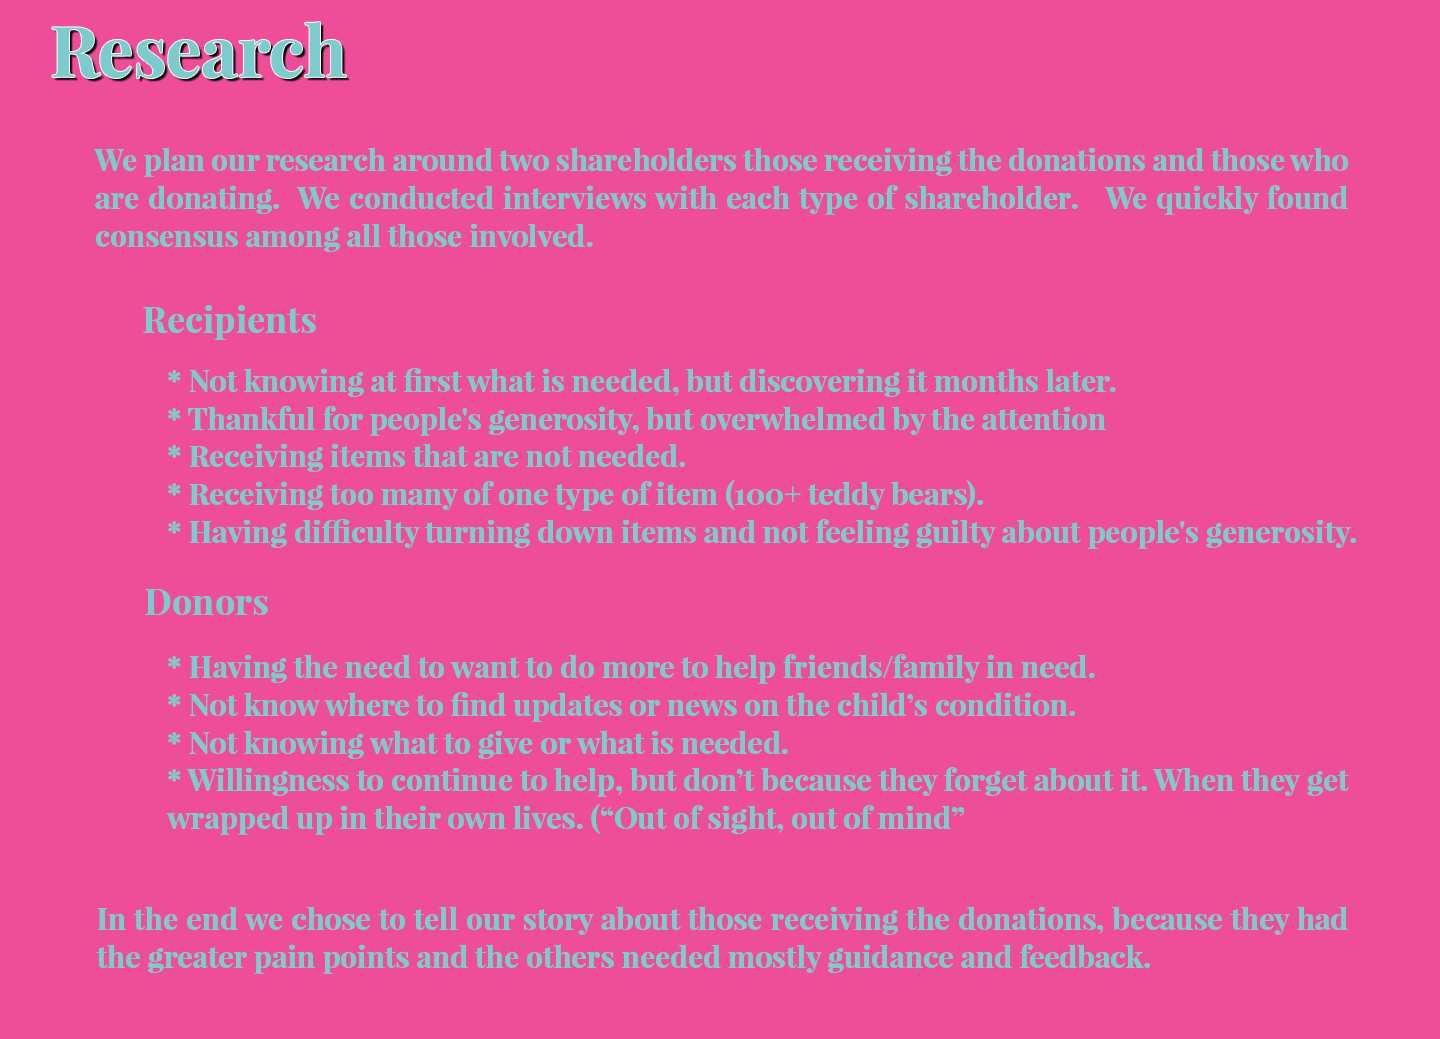 Research
We plan our research around two shareholders those receiving the donations and those who
are donating.  We conducted interviews with each type of shareholder.   We quickly found
consensus among all those involved.
Recipients
* Not knowing at first what is needed, but discovering it months later.
* Thankful for people's generosity, but overwhelmed by the attention
* Receiving items that are not needed.
* Receiving too many of one type of item (100+ teddy bears).
* Having difficulty turning down items and not feeling guilty about people's generosity.
Donors
* Having the need to want to do more to help friends/family in need.
* Not know where to find updates or news on the child’s condition.
* Not knowing what to give or what is needed.
* Willingness to continue to help, but don’t because they forget about it. When they get
wrapped up in their own lives. (“Out of sight, out of mind”
In the end we chose to tell our story about those receiving the donations, because they had
the greater pain points and the others needed mostly guidance and feedback.